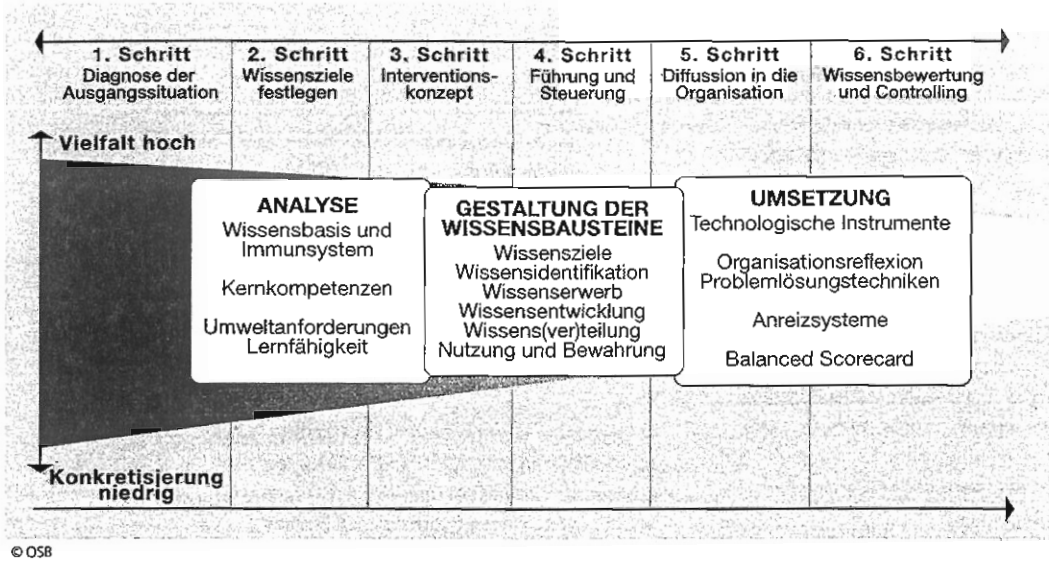 1. Schritt
Diagnose der
Ausgangssituation
2. Schritt
Wissensziele
festlegen
3. Schritt
Interventions-
konzept
4. Schritt
Führung und
Steuerung
5. Schritt
Diffussion in die
Organisation
6. Schritt
Wissensbewertung
und Controlling
Vielfalt hoch
ANALYSE
Wissensbasis und
Immunsystem
Kernkompetenzen
Umweltanforderungen
Lernfähigkeit
GESTALTUNG DER
WISSENSBAUSTEINE
Wissensziele
Wissensidentifikation
Wissenserwerb
Wissensentwicklung
Wissens(ver)teilung
Nutzung und Bewahrung
UMSETZUNG
Technologische Instrumente
Organisationsreflexion
Problemlösungstechniken
Anreizsysteme
Balanced Scorecard
Konkretisierung
niedrig
© OSB